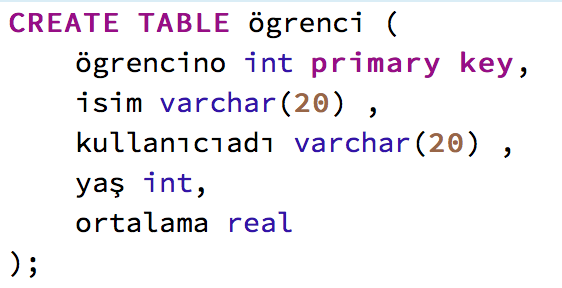 CREATE TABLE ögrenci (
ögrencino int primary key,
isim varchar(20) ,
kullanıcıadı varchar(20) ,
yaş int,
ortalama real
);